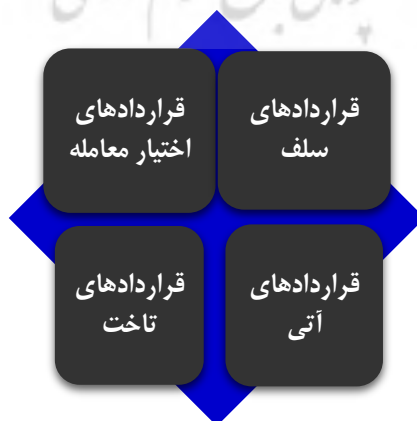 قراردادهای
سلف
قراردادهای
اختیار معامله
قراردادهای
آتی
قراردادهای
تاخت